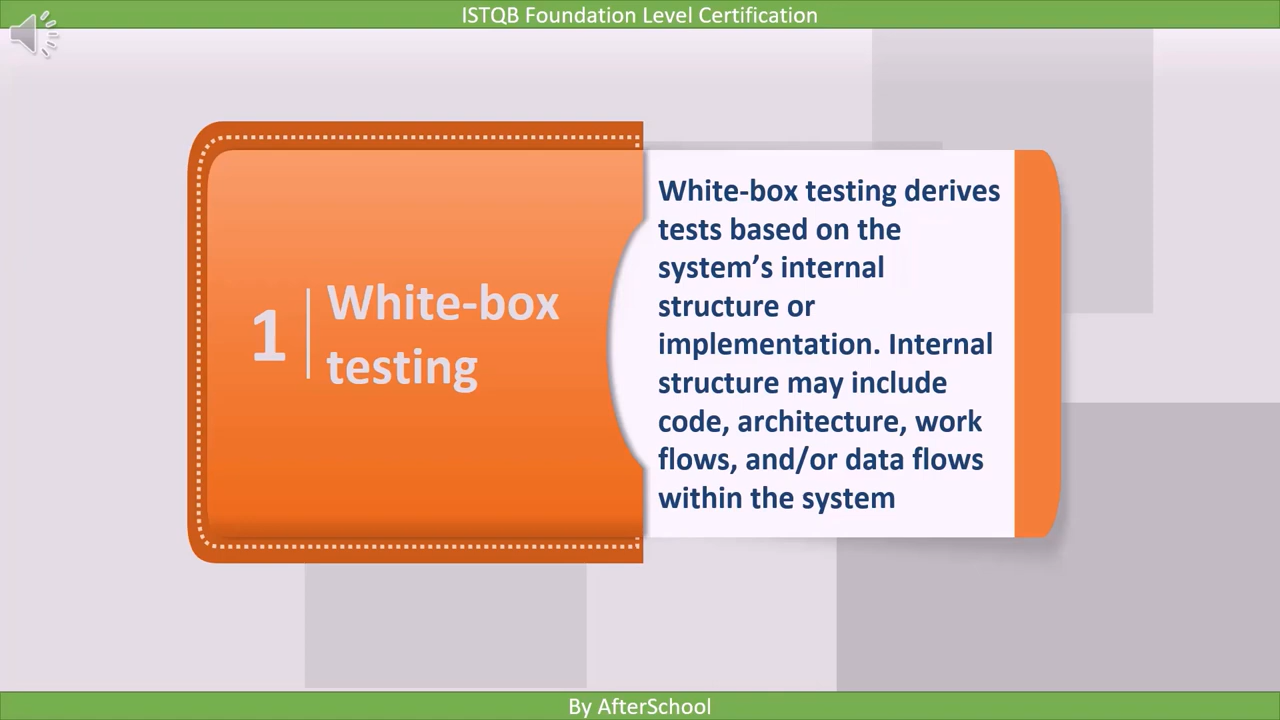 ISTQB Foundation Level Certification
1
White-box
testing
White-box testing derives
tests based on the
system’s internal
structure or
implementation. Internal
structure may include
code, architecture, work
flows, and/or data flows
within the system
By AfterSchool